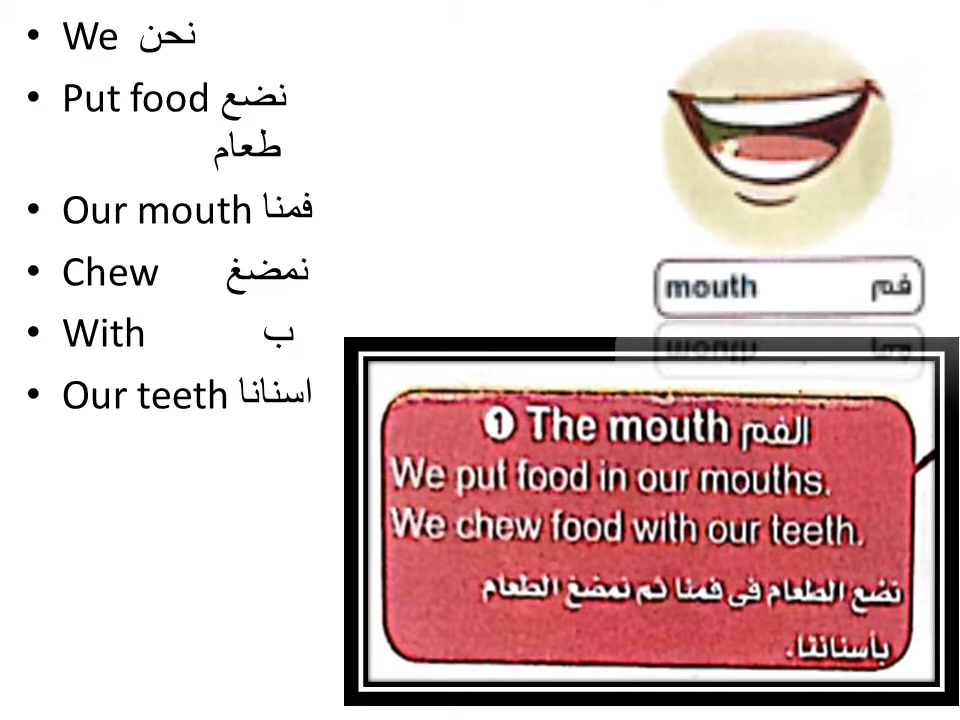 • We نحن
• Put food نضع
طعام
• Our mouth فمنا
• Chew نمضغ
• With ب
• Our teeth اسنانا
mouth فم
❶ The mouth الفم
We put food in our mouths.
We chew food with our teeth.
نضع الطعام فى فمنا ثم نمضغ الطعام
بأسناننا.